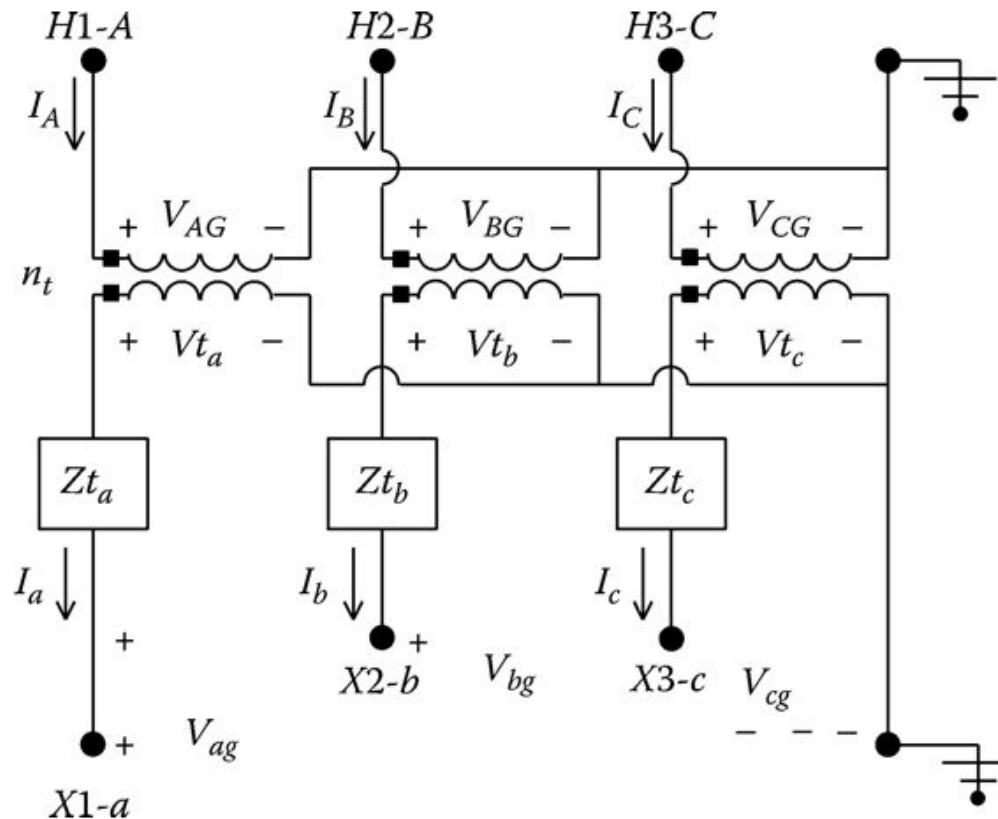 H1-A H2-B H3-C
I_A I_B I_C
+ V_AG − + V_BG − + V_CG −
n_t
+ Vt_a − + Vt_b − + Vt_c −
Zt_a Zt_b Zt_c
I_a I_b I_c
+ +
X2-b V_bg X3-c V_cg
+ V_ag − − −
X1-a